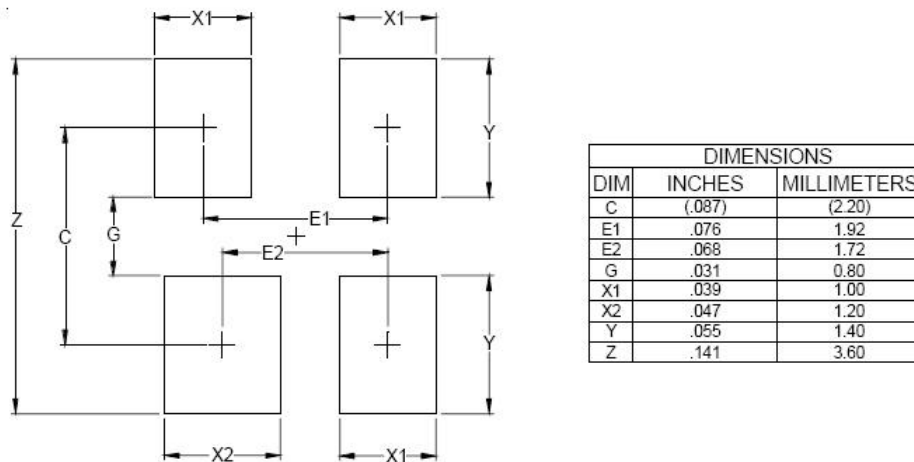 X1 X1
Y
Z
C
G
E1
E2
Y
X2 X1
DIMENSIONS
DIM INCHES MILLIMETERS
C (.087) (2.20)
E1 .076 1.92
E2 .068 1.72
G .031 0.80
X1 .039 1.00
X2 .047 1.20
Y .055 1.40
Z .141 3.60